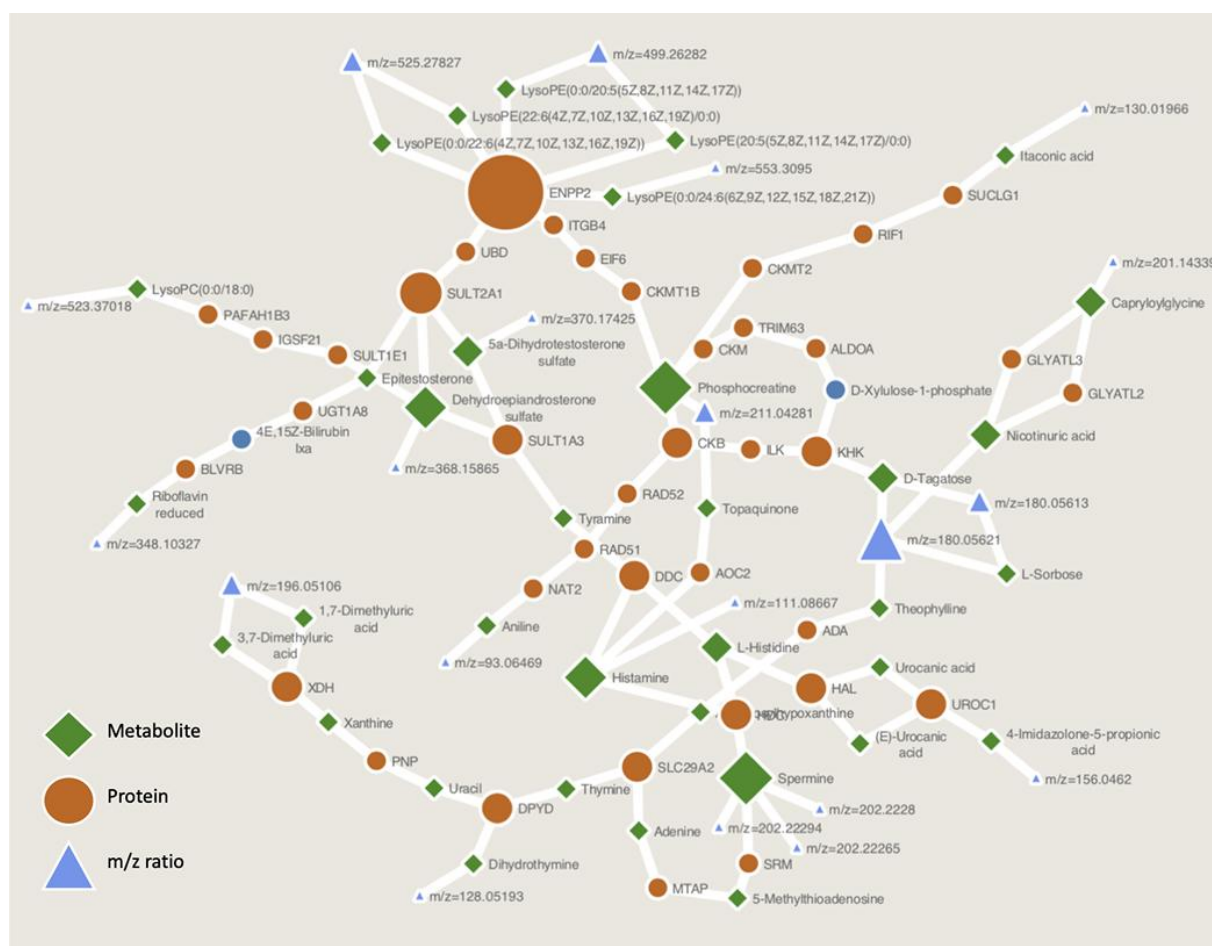 m/z=525.27827
m/z=499.26282
LysoPE(0:0/20:5(5Z,8Z,11Z,14Z,17Z))
m/z=130.01966
LysoPE(22:6(4Z,7Z,10Z,13Z,16Z,19Z)/0:0)
LysoPE(0:0/22:6(4Z,7Z,10Z,13Z,16Z,19Z))
LysoPE(20:5(5Z,8Z,11Z,14Z,17Z)/0:0)
Itaconic acid
m/z=553.3095
ENPP2
LysoPE(0:0/24:6(6Z,9Z,12Z,15Z,18Z,21Z))
SUCLG1
ITGB4
RIF1
UBD
EIF6
CKMT2
m/z=201.14339
LysoPC(0:0/18:0)
SULT2A1
CKMT1B
Capryloylglycine
m/z=523.37018
PAFAH1B3
m/z=370.17425
TRIM63
IGSF21
5a-Dihydrotestosterone
sulfate
CKM
ALDOA
SULT1E1
GLYATL3
Epitestosterone
Phosphocreatine
D-Xylulose-1-phosphate
GLYATL2
Dehydroepiandrosterone
sulfate
UGT1A8
m/z=211.04281
4E,15Z-Bilirubin
Ixa
SULT1A3
CKB
ILK
KHK
Nicotinuric acid
BLVRB
m/z=368.15865
D-Tagatose
Riboflavin
reduced
RAD52
Topaquinone
m/z=180.05613
Tyramine
m/z=348.10327
m/z=180.05621
RAD51
m/z=196.05106
NAT2
DDC
AOC2
L-Sorbose
1,7-Dimethyluric
acid
m/z=111.08667
Theophylline
Aniline
ADA
3,7-Dimethyluric
acid
L-Histidine
m/z=93.06469
Urocanic acid
XDH
Histamine
HAL
UROC1
Metabolite
Xanthine
HDC
(E)-Urocanic
acid
4-Imidazolone-5-propionic
acid
PNP
SLC29A2
Spermine
m/z=156.0462
Protein
Uracil
Thymine
DPYD
m/z=202.2228
Adenine
m/z=202.22294
m/z=202.22265
m/z ratio
Dihydrothymine
SRM
m/z=128.05193
MTAP
5-Methylthioadenosine